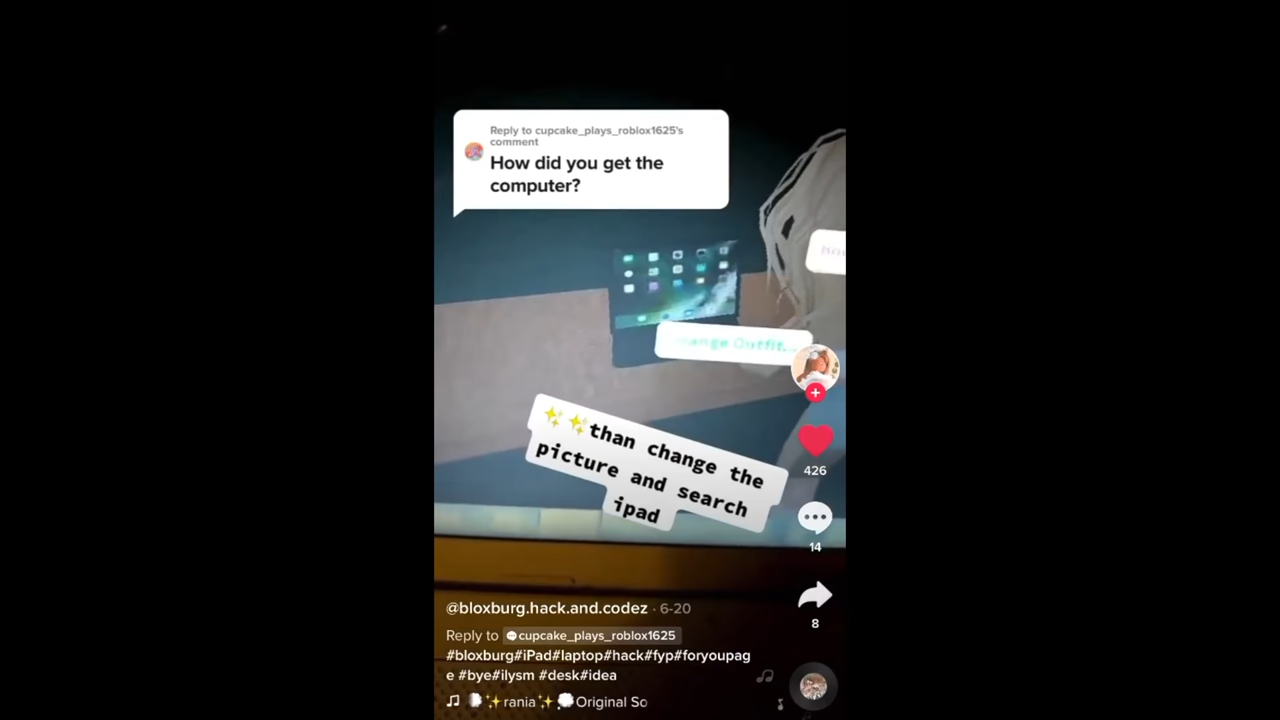 Reply to cupcake_plays_roblox1625's
comment
How did you get the
computer?
Outfit...
✨✨than change the
picture and search
ipad
426
14
8
@bloxburg.hack.and.codez · 6-20
Reply to cupcake_plays_roblox1625
#bloxburg#iPad#laptop#hack#fyp#foryoupag
e #bye#ilysm #desk#idea
✨rania✨ Original So